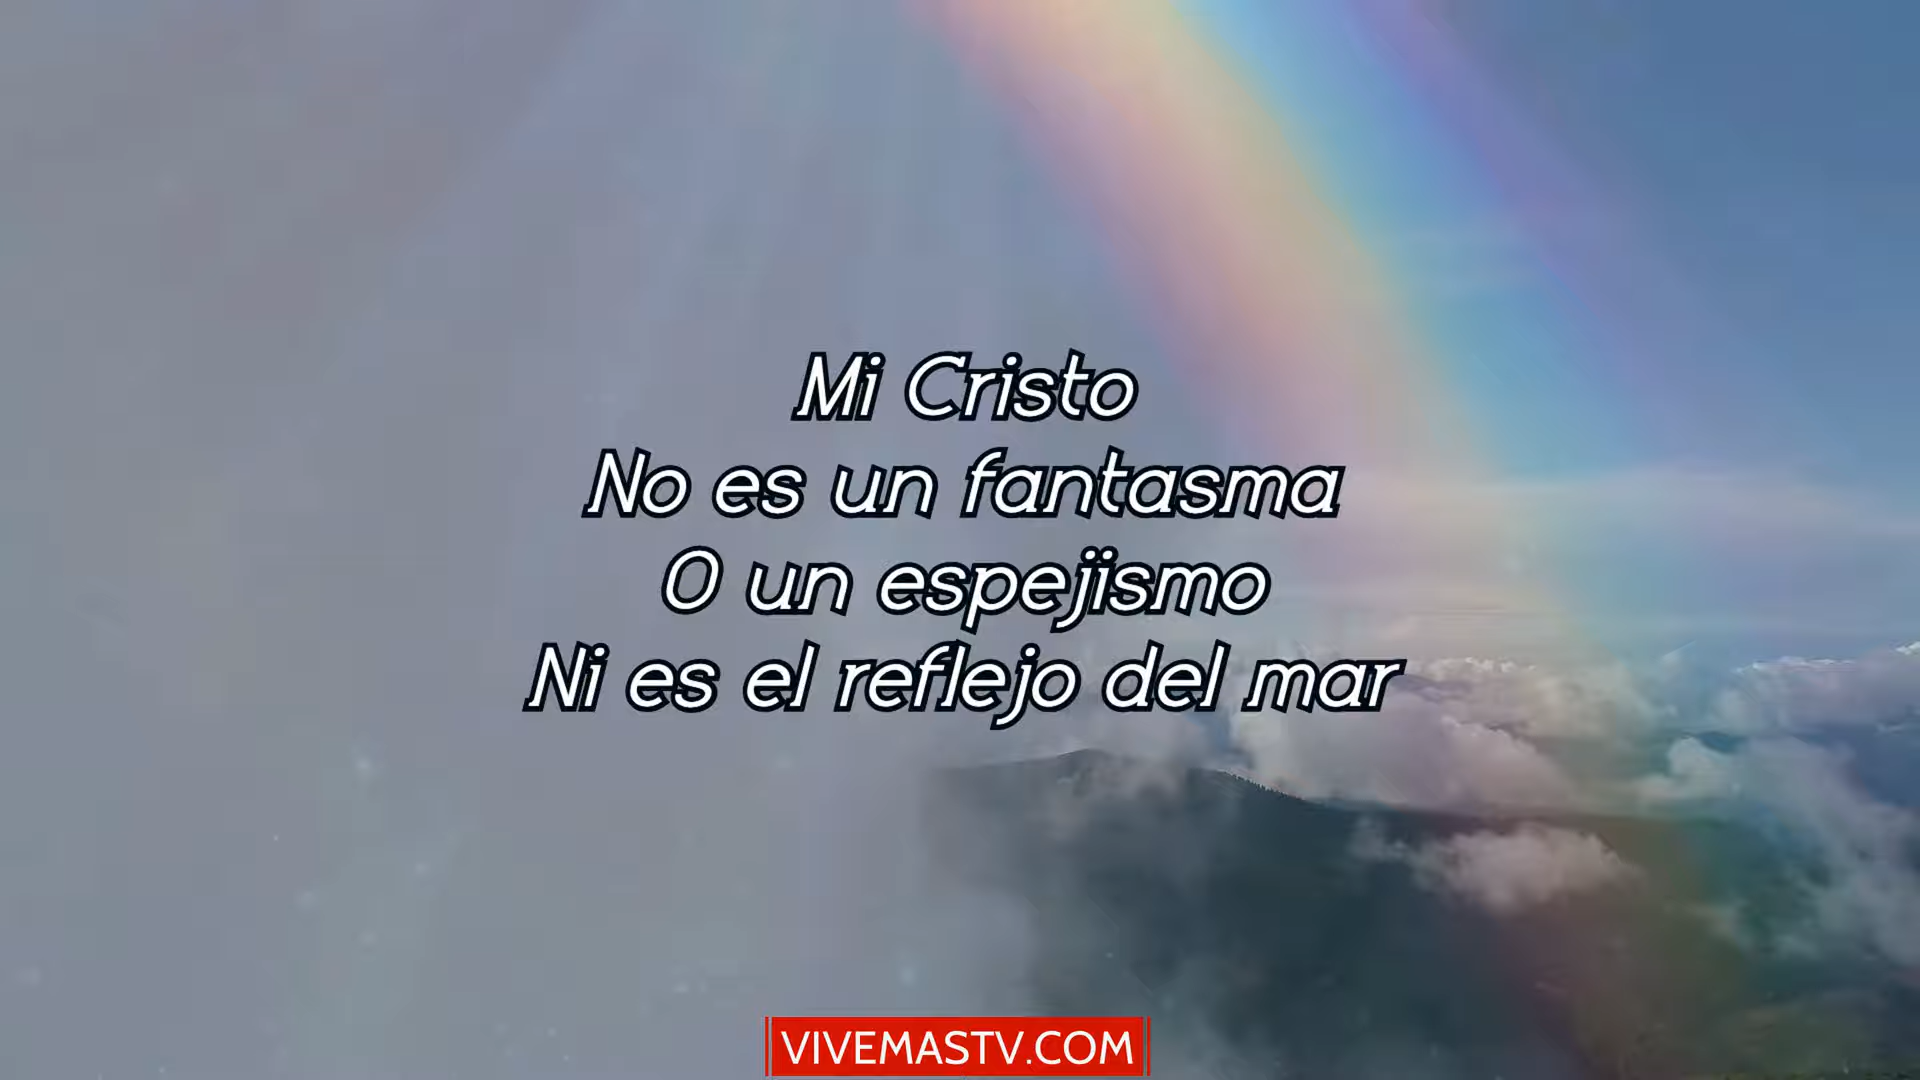 Mi Cristo
No es un fantasma
O un espejismo
Ni es el reflejo del mar
VIVEMASTV.COM